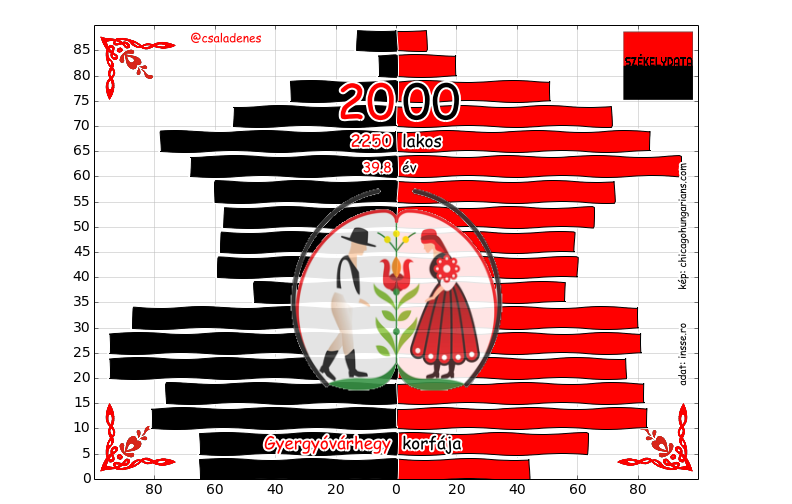 @csaladenes
SZÉKELYDATA
2000
2250 lakos
39.8 év
kép: chicagohungarians.com
adat: insse.ro
Gyergyóvárhegy korfája
85
80
75
70
65
60
55
50
45
40
35
30
25
20
15
10
5
0
80 60 40 20 0 20 40 60 80